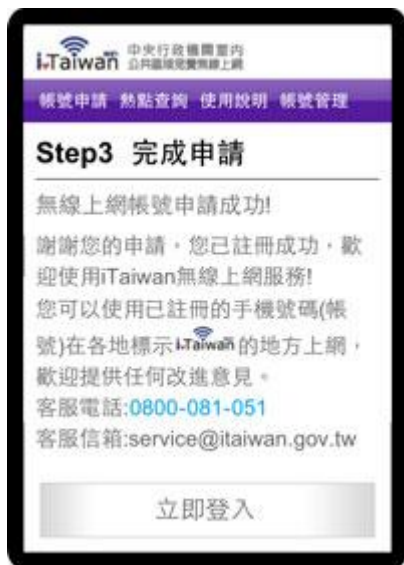 iTaiwan 中央行政機關室內
公共區域免費無線上網
帳號申請 熱點查詢 使用說明 帳號管理
Step3 完成申請
無線上網帳號申請成功!
謝謝您的申請，您已註冊成功，歡
迎使用iTaiwan無線上網服務!
您可以使用已註冊的手機號碼(帳
號)在各地標示iTaiwan的地方上網，
歡迎提供任何改進意見。
客服電話:0800-081-051
客服信箱:service@itaiwan.gov.tw
立即登入